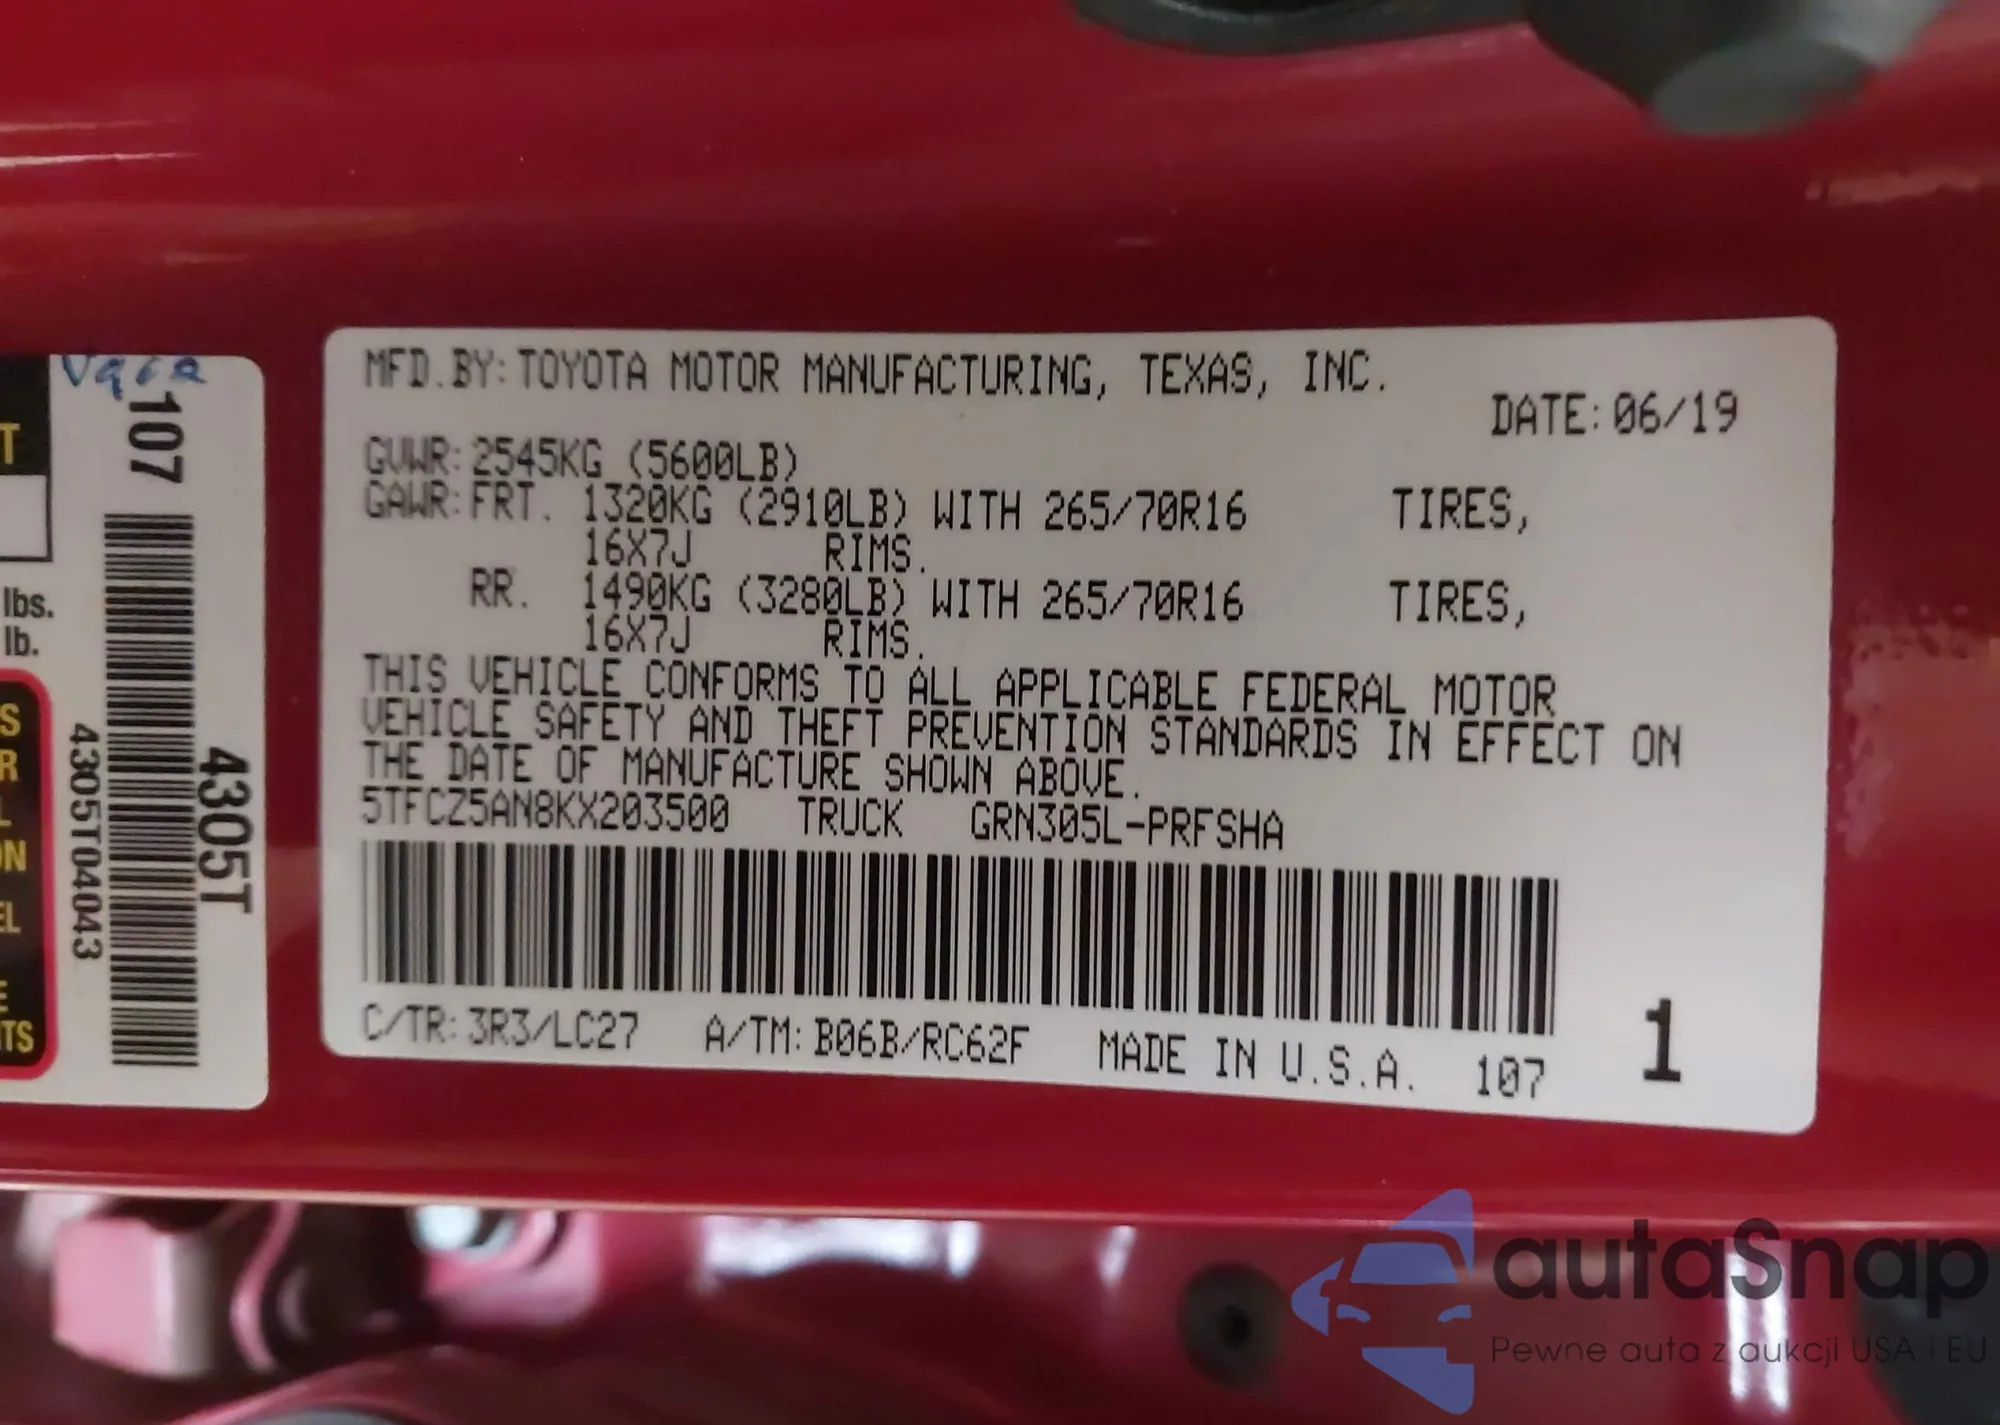 T
lbs.
lb.
S
R
L
ON
EL
E
ITS
107
4305T
4305T04043
MFD.BY:TOYOTA MOTOR MANUFACTURING, TEXAS, INC.
DATE:06/19
GVWR:2545KG (5600LB)
GAWR:FRT. 1320KG (2910LB) WITH 265/70R16 TIRES,
16X7J RIMS.
RR. 1490KG (3280LB) WITH 265/70R16 TIRES,
16X7J RIMS.
THIS VEHICLE CONFORMS TO ALL APPLICABLE FEDERAL MOTOR
VEHICLE SAFETY AND THEFT PREVENTION STANDARDS IN EFFECT ON
THE DATE OF MANUFACTURE SHOWN ABOVE.
5TFCZ5AN8KX203500 TRUCK GRN305L-PRFSHA
C/TR:3R3/LC27 A/TM:B06B/RC62F MADE IN U.S.A. 107
1
autaSnap
Pewne auta z aukcji USA i EU